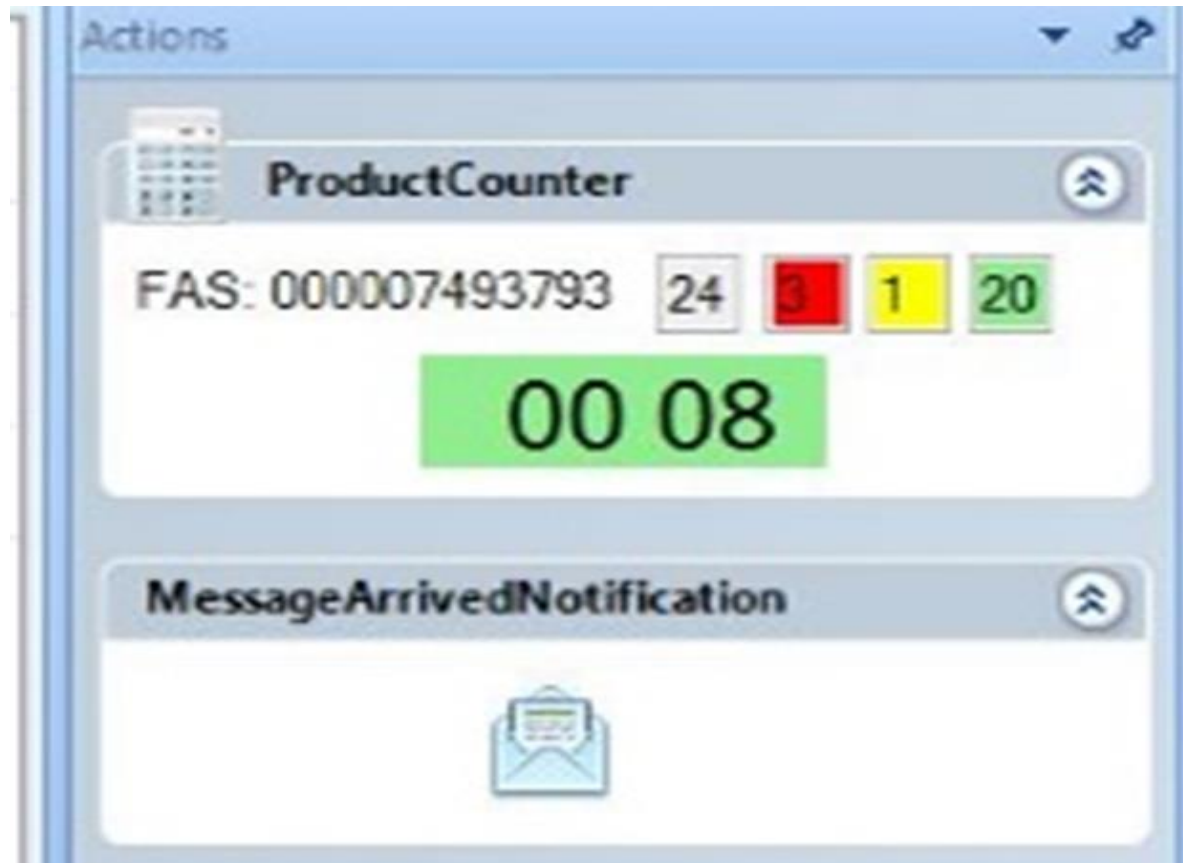 Actions
ProductCounter
FAS: 000007493793 24 3 1 20
00 08
MessageArrivedNotification